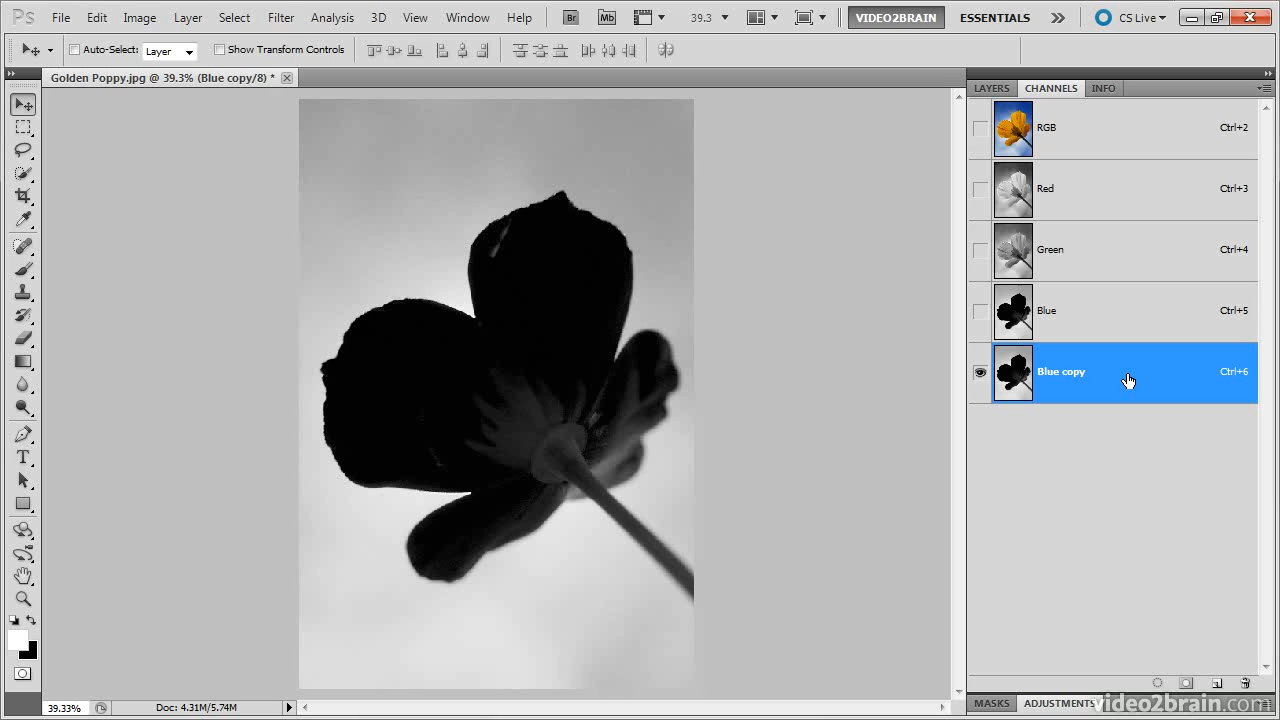 Ps File Edit Image Layer Select Filter Analysis 3D View Window Help Br Mb 39.3 VIDEO2BRAIN ESSENTIALS CS Live
Auto-Select: Layer Show Transform Controls
Golden Poppy.jpg @ 39.3% (Blue copy/8) *
LAYERS CHANNELS INFO
RGB Ctrl+2
Red Ctrl+3
Green Ctrl+4
Blue Ctrl+5
Blue copy Ctrl+6
T
39.33% Doc: 4.31M/5.74M
MASKS ADJUSTMENTS
video2brain.com